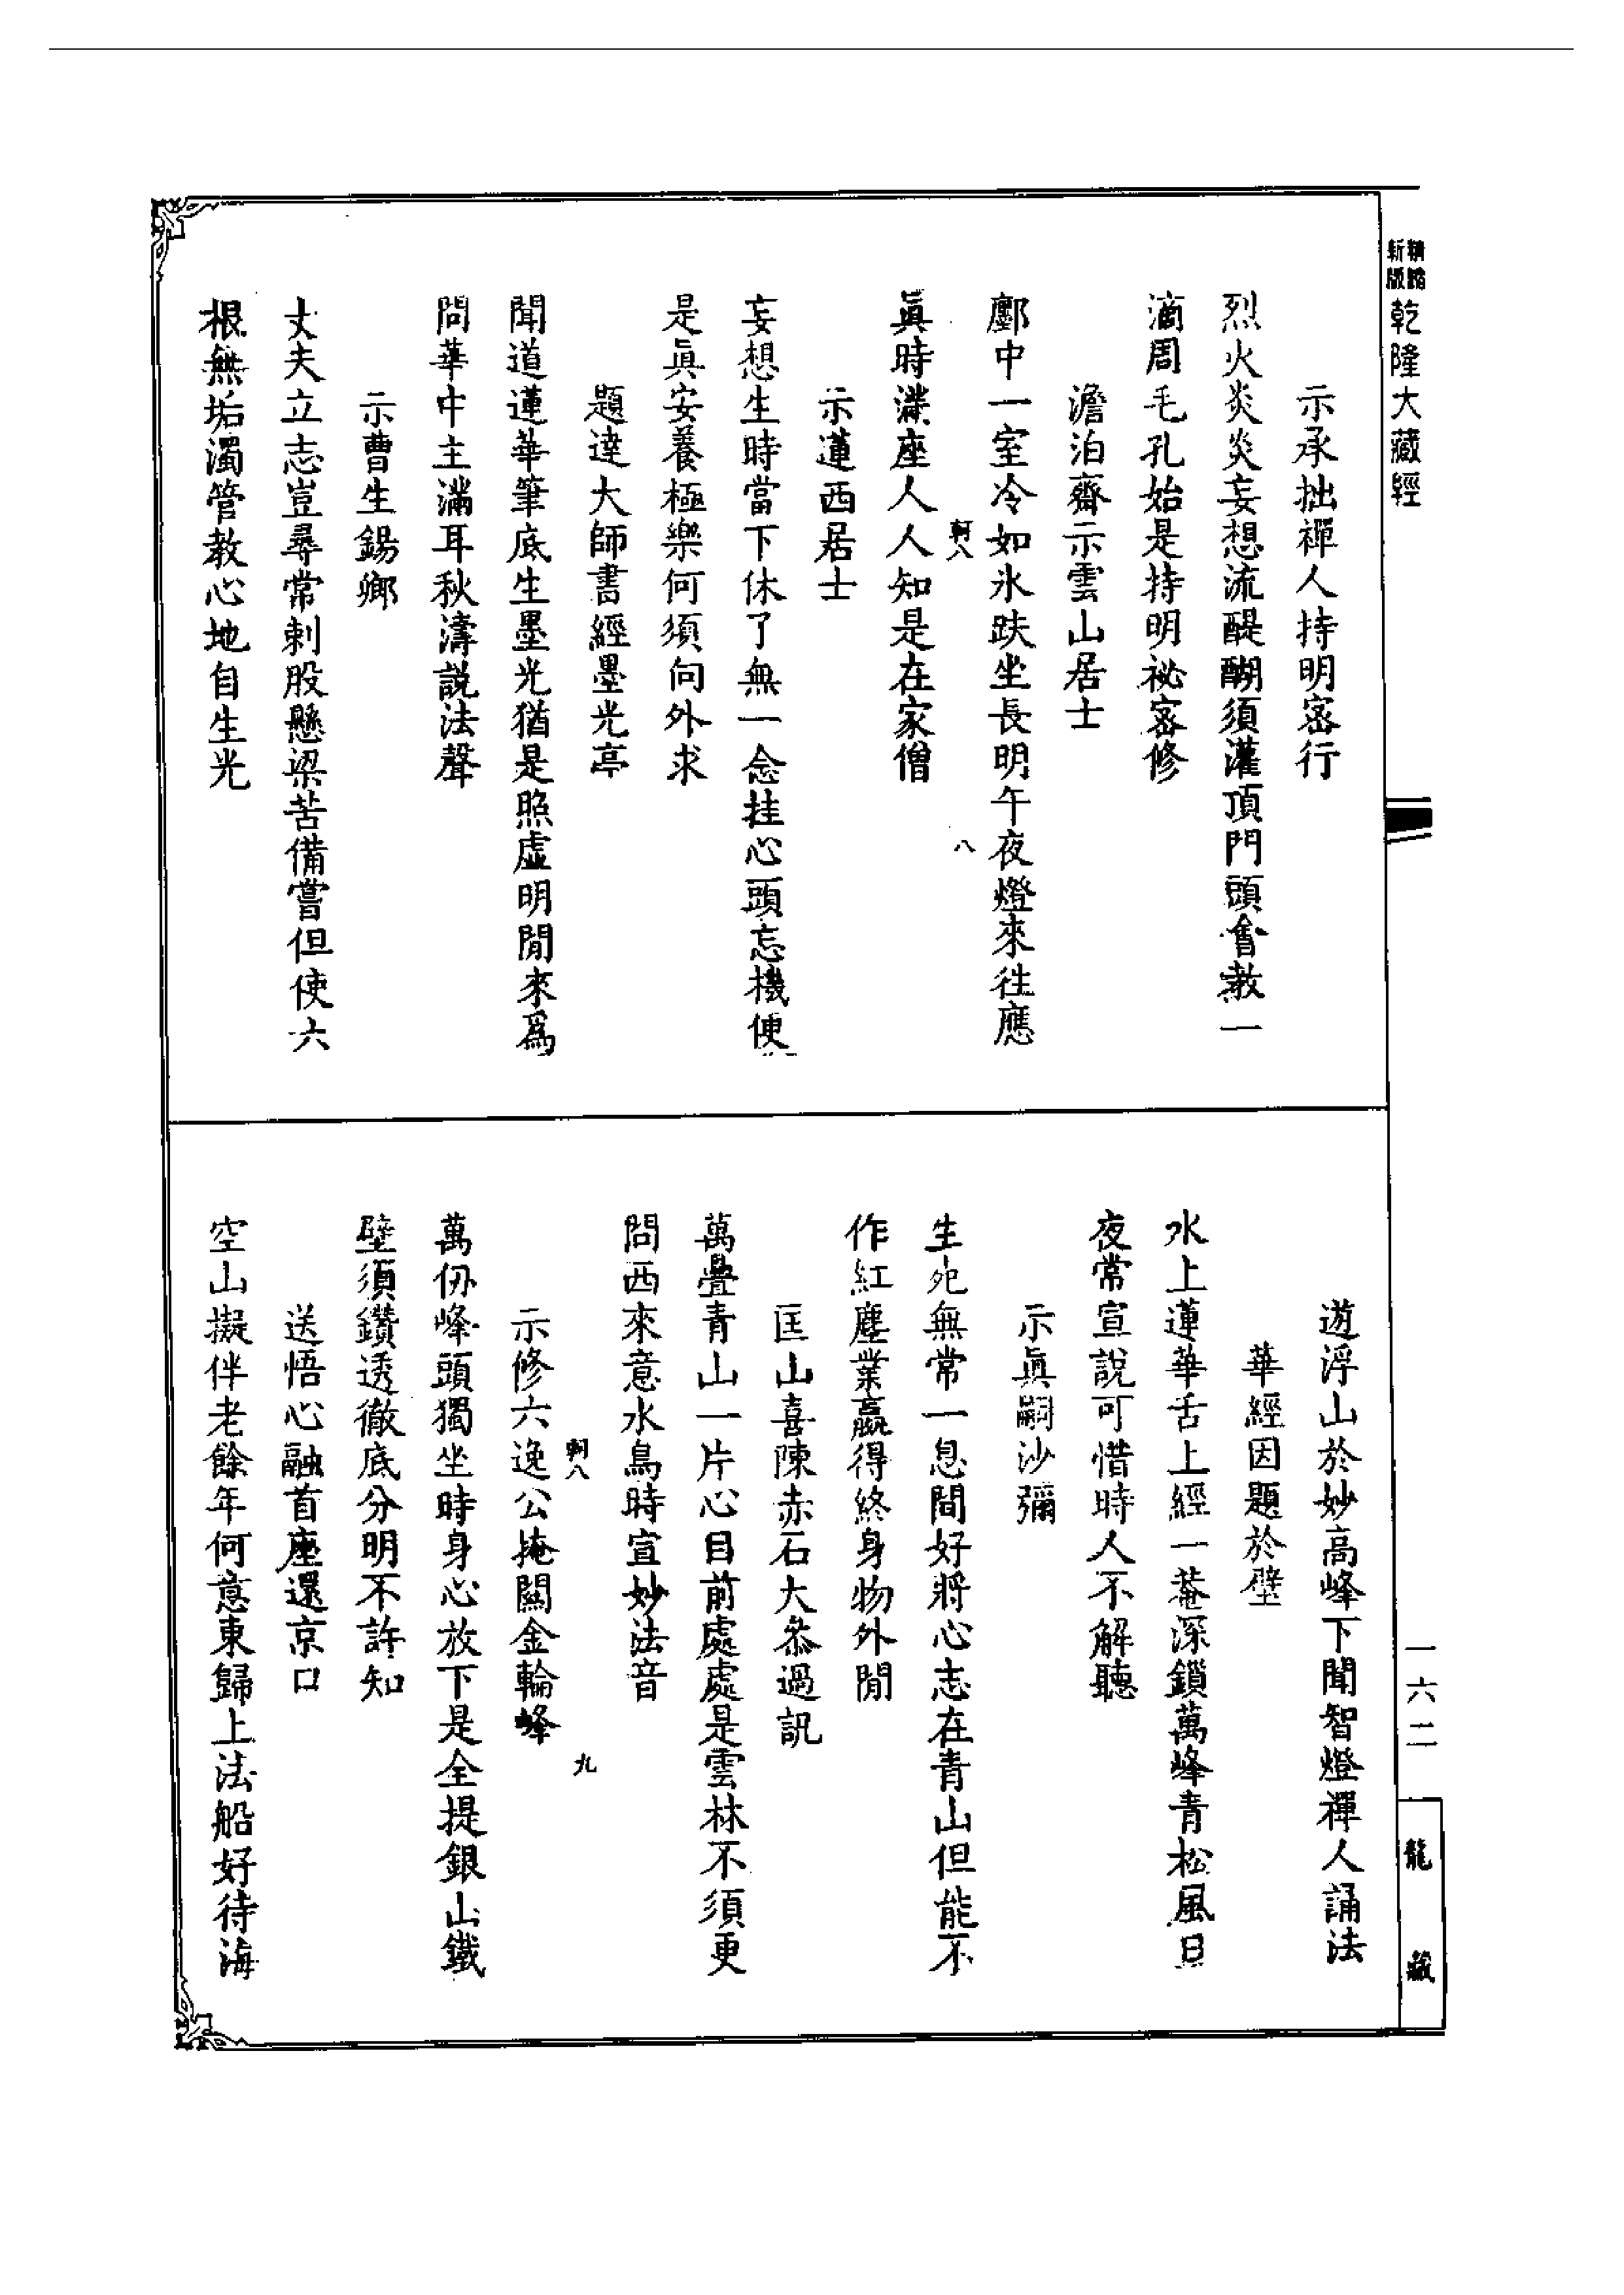 精縮
新版
乾隆大藏經
示承拙禪人持明密行
烈火炎炎妄想流醍醐須灌頂門頭會教一
滴周毛孔始是持明祕密修
澹泊齋示雲山居士
鄽中一室冷如氷趺坐長明午夜燈來往應
軻八
八
眞時滿座人人知是在家僧
示蓮西居士
妄想生時當下休了無一念挂心頭忘機便
是眞安養極樂何須向外求
題達大師書經墨光亭
聞道蓮華筆底生墨光猶是照虛明閒來爲
問華中主滿耳秋濤説法聲
示曹生錫鄉
丈夫立志豈尋常刺股懸梁苦備嘗但使六
根無垢濁管教心地自生光
遊浮山於妙高峰下聞智燈禪人誦法
華經因題於壁
水上蓮華舌上經一菴深鎖萬峰青松風日
夜常宣說可惜時人不解聽
示眞嗣沙彌
生死無常一息間好將心志在青山但能不
作紅塵業贏得終身物外閒
匡山喜陳赤石大叅過訊
萬疊青山一片心目前處處是雲林不須更
問西來意水鳥時宣妙法音
軻八
九
示修六逸公掩關金輪峰
萬仞峰頭獨坐時身心放下是全提銀山鐵
壁須鑽透徹底分明不許知
送悟心融首座還京口
空山擬伴老餘年何意東歸上法船好待海
一六二
龍藏